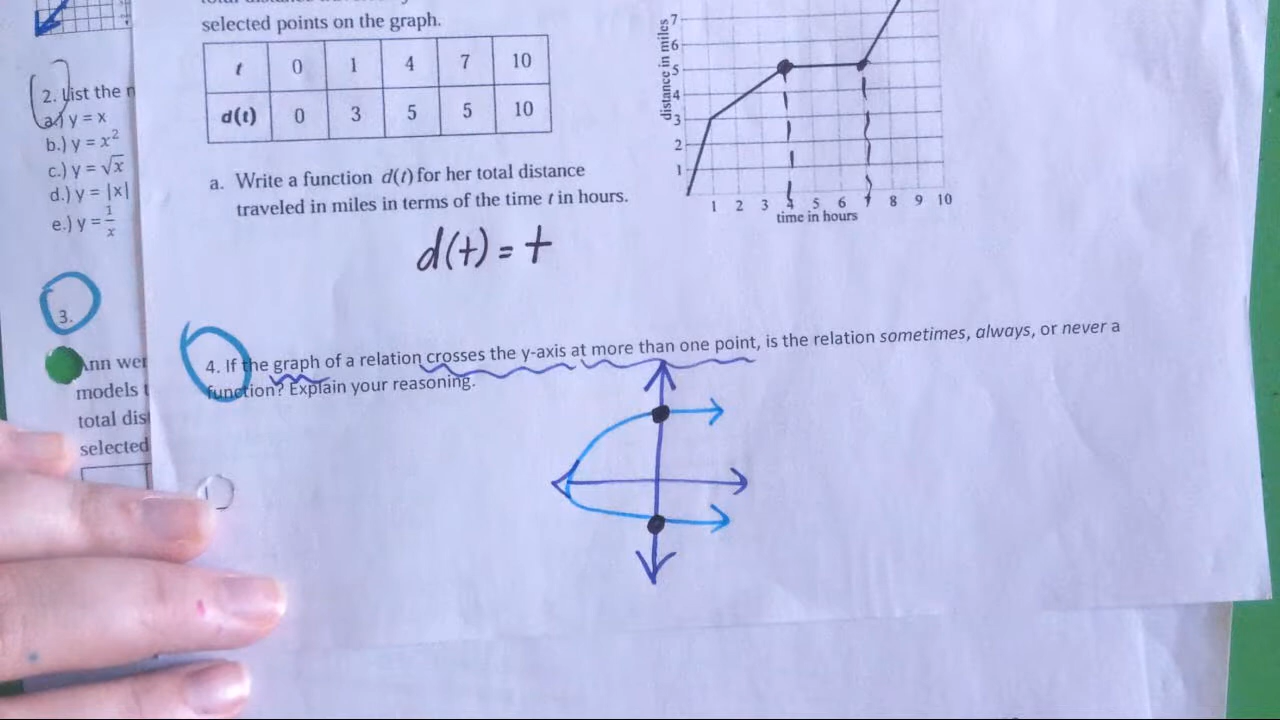 selected points on the graph.
t 0 1 4 7 10
d(t) 0 3 5 5 10
a. Write a function d(t) for her total distance
traveled in miles in terms of the time t in hours.
d(t) = t
distance in miles
7
6
5
4
3
2
1
1 2 3 4 5 6 7 8 9 10
time in hours
4. If the graph of a relation crosses the y-axis at more than one point, is the relation sometimes, always, or never a
function? Explain your reasoning.
2. List the
a.) y = x
b.) y = x²
c.) y = √x
d.) y = |x|
e.) y = 1/x
3.
Ann
models
total
selected